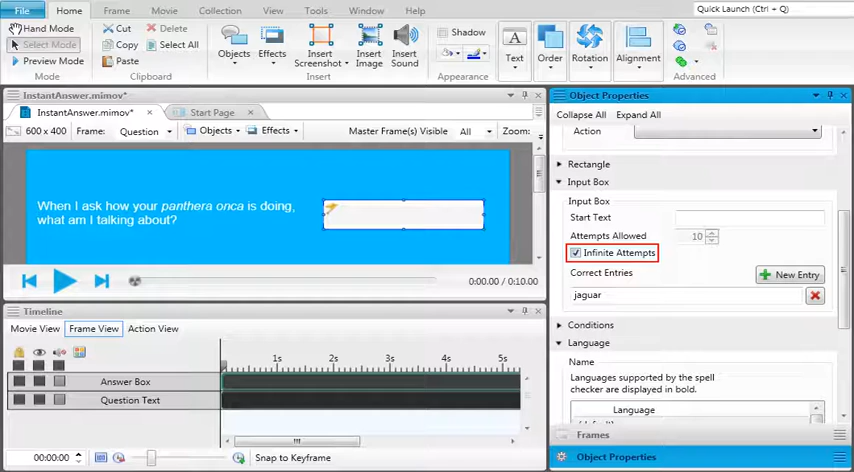 File Home Frame Movie Collection View Tools Window Help Quick Launch (Ctrl + Q)
Hand Mode Cut Delete Shadow
Select Mode Copy Select All
Preview Mode Paste Objects Effects Insert Screenshot Insert Image Insert Sound Text Order Rotation Alignment
Mode Clipboard Insert Appearance Advanced
InstantAnswer.mimov*
InstantAnswer.mimov* Start Page
600 x 400 Frame: Question Objects Effects Master Frame(s) Visible All Zoom:
When I ask how your panthera onca is doing,
what am I talking about?
0:00.00 / 0:10.00
Timeline
Movie View Frame View Action View
1s 2s 3s 4s 5s
Answer Box
Question Text
00:00:00 Snap to Keyframe
Object Properties
Collapse All Expand All
Action
Rectangle
Input Box
Input Box
Start Text
Attempts Allowed 10
Infinite Attempts
Correct Entries New Entry
jaguar
Conditions
Language
Name
Languages supported by the spell
checker are displayed in bold.
Language
(default)
Frames
Object Properties